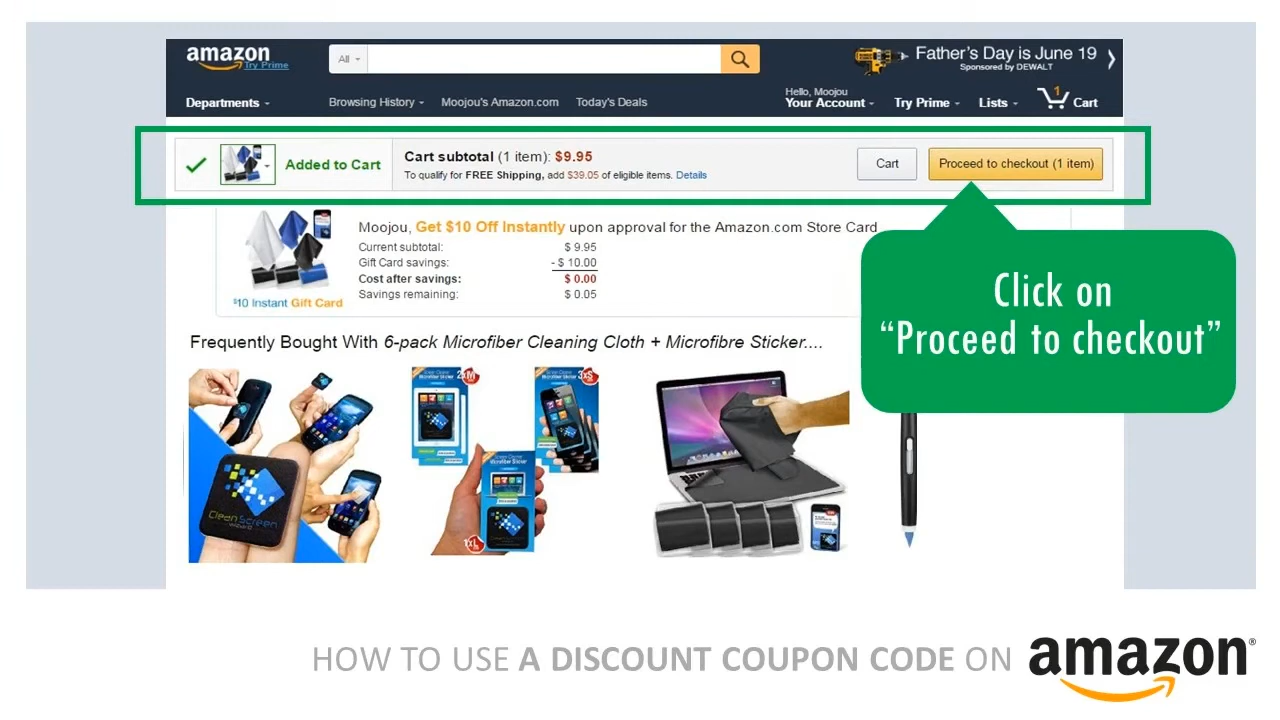 amazon
Try Prime
All
Father's Day is June 19
Sponsored by DEWALT
Departments
Browsing History
Moojou's Amazon.com
Today's Deals
Hello, Moojou
Your Account
Try Prime
Lists
1
Cart
Added to Cart
Cart subtotal (1 item): $9.95
To qualify for FREE Shipping, add $39.05 of eligible items. Details
Cart
Proceed to checkout (1 item)
$10 Instant Gift Card
Moojou, Get $10 Off Instantly upon approval for the Amazon.com Store Card
Current subtotal: $ 9.95
Gift Card savings: - $ 10.00
Cost after savings: $ 0.00
Savings remaining: $ 0.05
Click on
“Proceed to checkout”
Frequently Bought With 6-pack Microfiber Cleaning Cloth + Microfibre Sticker....
CleanScreen
2xM
3xS
1xL
HOW TO USE A DISCOUNT COUPON CODE ON amazon®